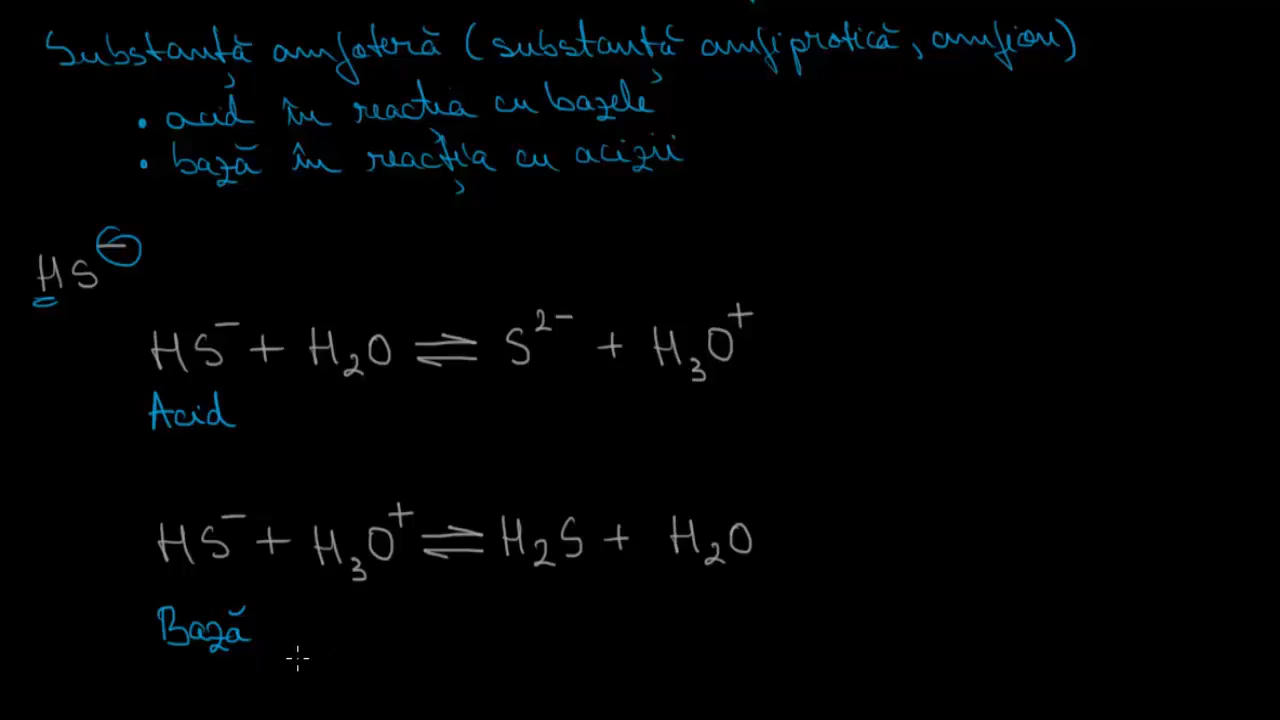 Substanță amfoteră (substanță amfiprotică, amfion)
• acid în reactia cu bazele
• bază în reacția cu acizii
HS⁻
HS⁻ + H₂O ⇌ S²⁻ + H₃O⁺
Acid
HS⁻ + H₃O⁺ ⇌ H₂S + H₂O
Bază